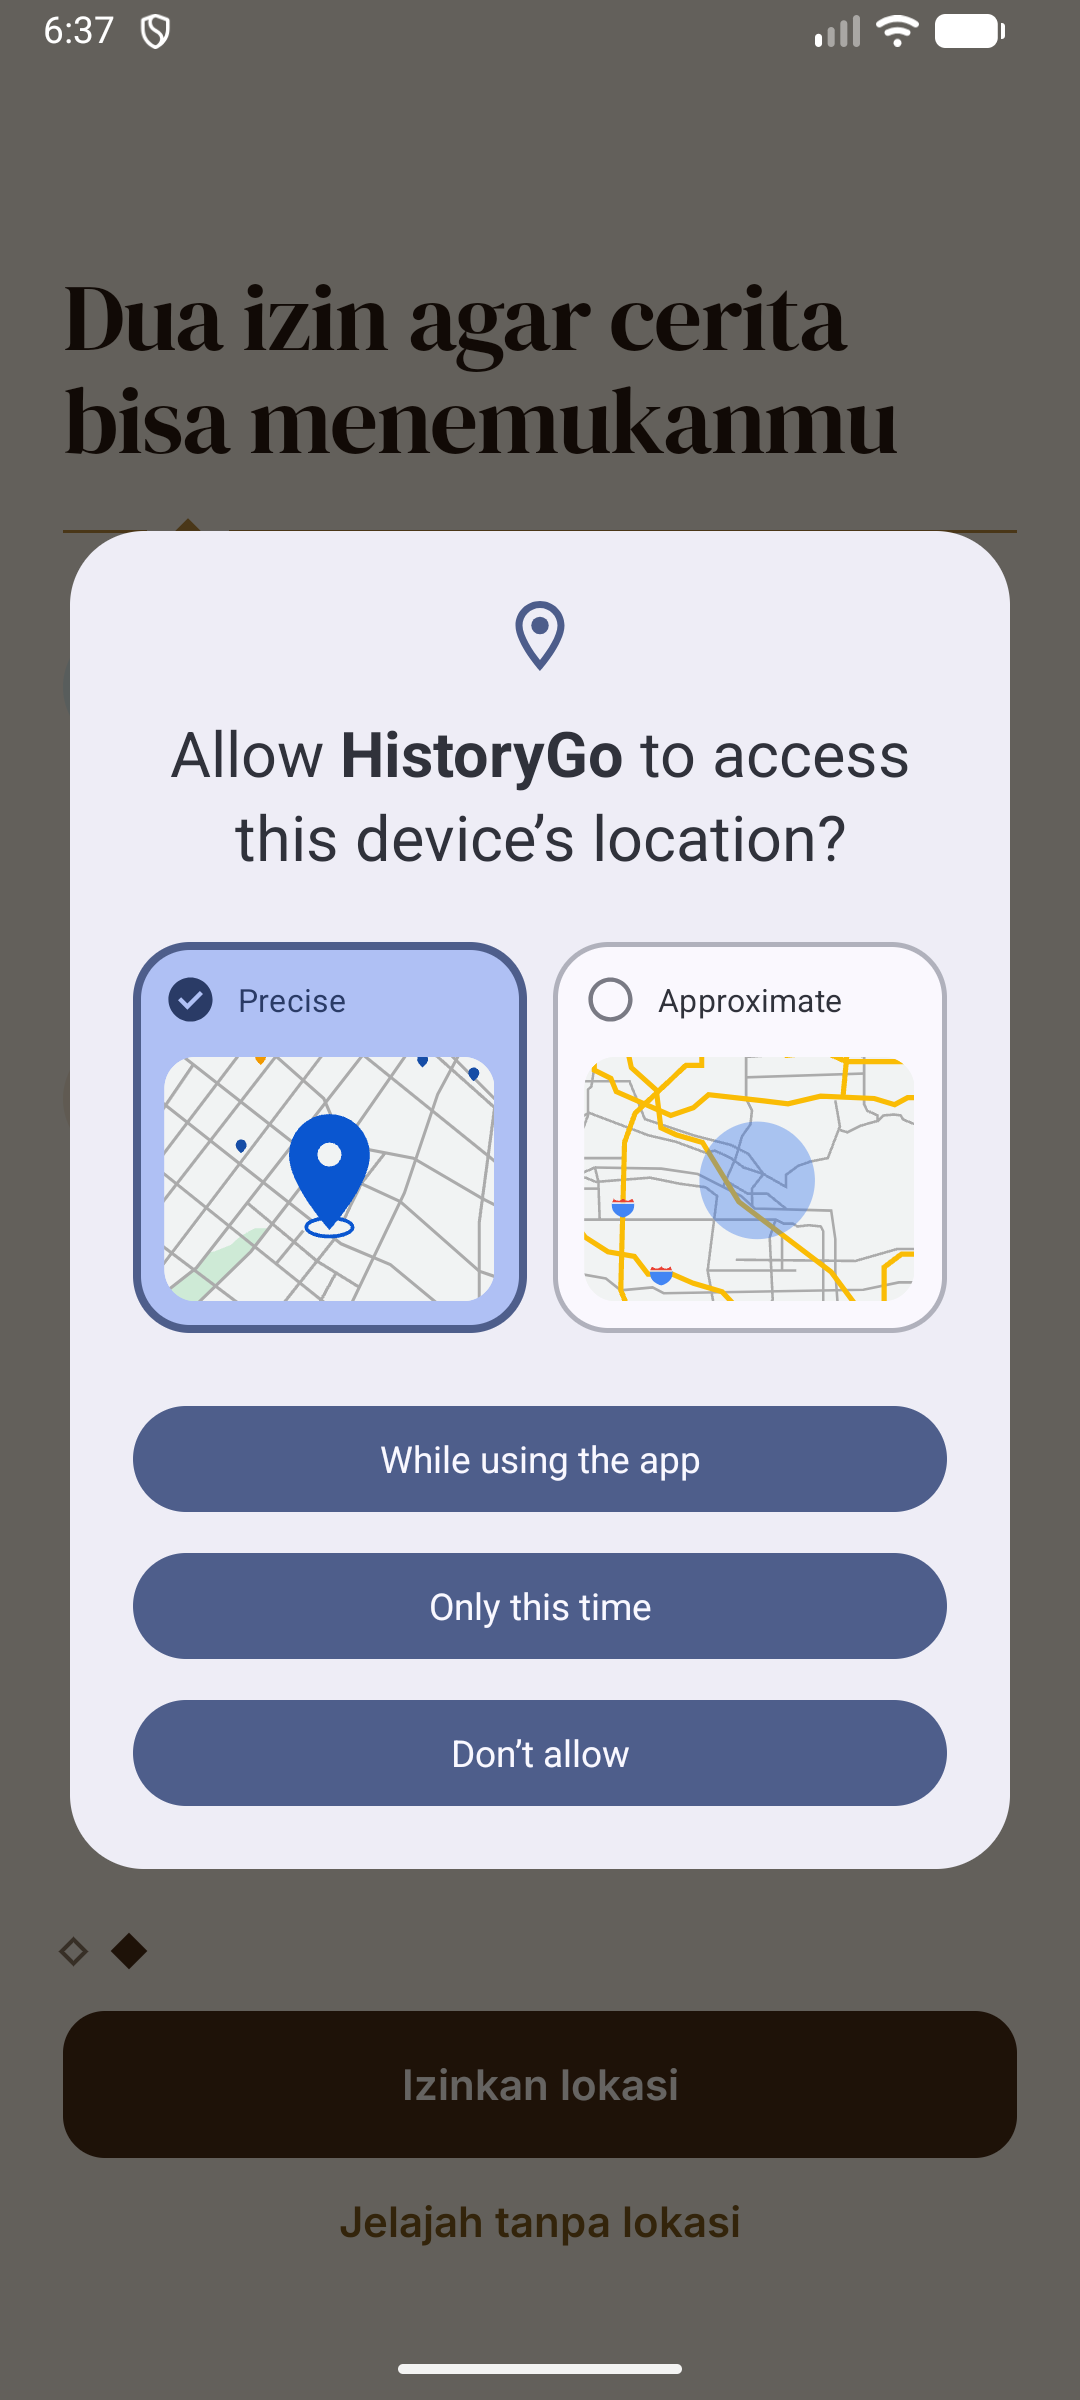 6:37
Dua izin agar cerita
bisa menemukanmu
Allow HistoryGo to access
this device’s location?
Precise
Approximate
While using the app
Only this time
Don’t allow
Izinkan lokasi
Jelajah tanpa lokasi